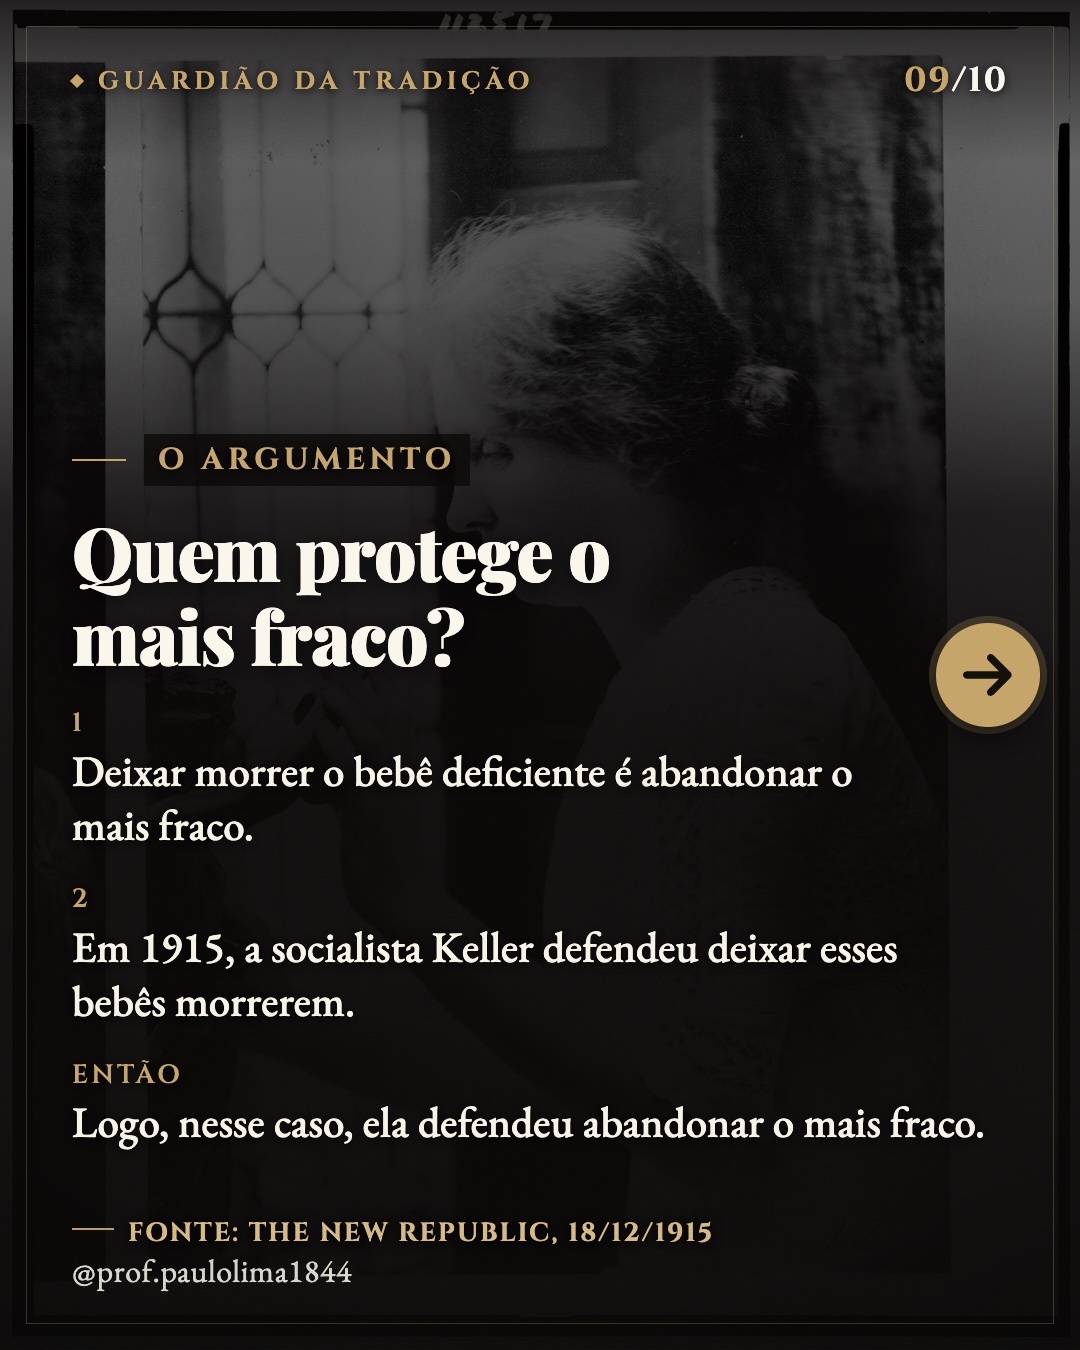 GUARDIÃO DA TRADIÇÃO
09/10
O ARGUMENTO
Quem protege o
mais fraco?
1
Deixar morrer o bebê deficiente é abandonar o
mais fraco.
2
Em 1915, a socialista Keller defendeu deixar esses
bebês morrerem.
ENTÃO
Logo, nesse caso, ela defendeu abandonar o mais fraco.
FONTE: THE NEW REPUBLIC, 18/12/1915
@prof.paulolima1844